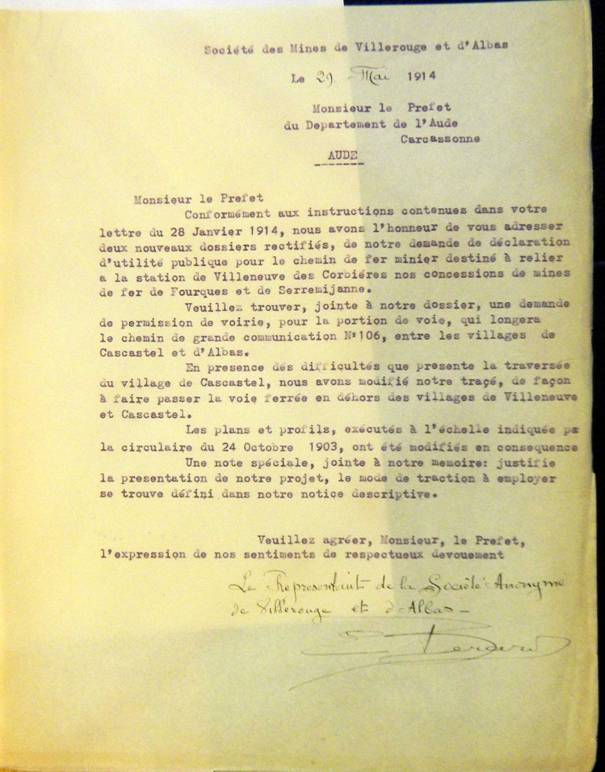 Société des Mines de Villerouge et d'Albas
Le 29 Mai 1914
Monsieur le Prefet
du Departement de l'Aude
Carcassonne
AUDE
Monsieur le Prefet
Conformément aux instructions contenues dans votre
lettre du 28 Janvier 1914, nous avons l'honneur de vous adresser
deux nouveaux dossiers rectifiés, de notre demande de déclaration
d'utilité publique pour le chemin de fer minier destiné à relier
a la station de Villeneuve des Corbiéres nos concessions de mines
de fer de Fourques et de Serremijanne.
Veuillez trouver, jointe à notre dossier, une demande
de permission de voirie, pour la portion de voie, qui longera
le chemin de grande communication N°106, entre les villages de
Cascastel et d'Albas.
En presence des difficultés que presente la traversée
du village de Cascastel, nous avons modifié notre traçé, de façon
à faire passer la voie ferrée en déhors des villages de Villeneuve
et Cascastel.
Les plans et profils, exécutés à l'échelle indiquée pa
la circulaire du 24 Octobre 1903, ont été modifiés en consequence
Une note spéciale, jointe à notre memoire: justifie
la presentation de notre projet, le mode de traction à employer
se trouve défini dans notre notice descriptive.
Veuillez agréer, Monsieur, le Prefet,
l'expression de nos sentiments de respectueux devouement
Le Representant de la Société Anonyme
de Villerouge et d'Albas